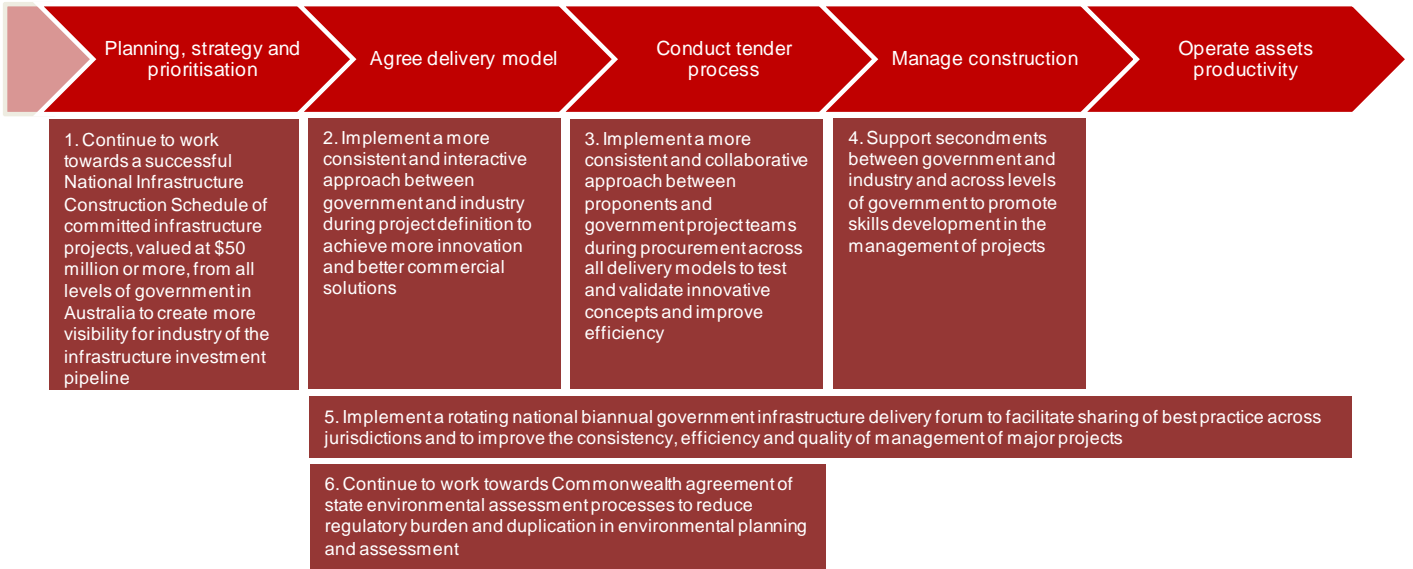 Planning, strategy and
prioritisation
Agree delivery model
Conduct tender
process
Manage construction
Operate assets
productivity
1. Continue to work
towards a successful
National Infrastructure
Construction Schedule of
committed infrastructure
projects, valued at $50
million or more, from all
levels of government in
Australia to create more
visibility for industry of the
infrastructure investment
pipeline
2. Implement a more
consistent and interactive
approach between
government and industry
during project definition to
achieve more innovation
and better commercial
solutions
3. Implement a more
consistent and collaborative
approach between
proponents and
government project teams
during procurement across
all delivery models to test
and validate innovative
concepts and improve
efficiency
4. Support secondments
between government and
industry and across levels
of government to promote
skills development in the
management of projects
5. Implement a rotating national biannual government infrastructure delivery forum to facilitate sharing of best practice across
jurisdictions and to improve the consistency, efficiency and quality of management of major projects
6. Continue to work towards Commonwealth agreement of
state environmental assessment processes to reduce
regulatory burden and duplication in environmental planning
and assessment